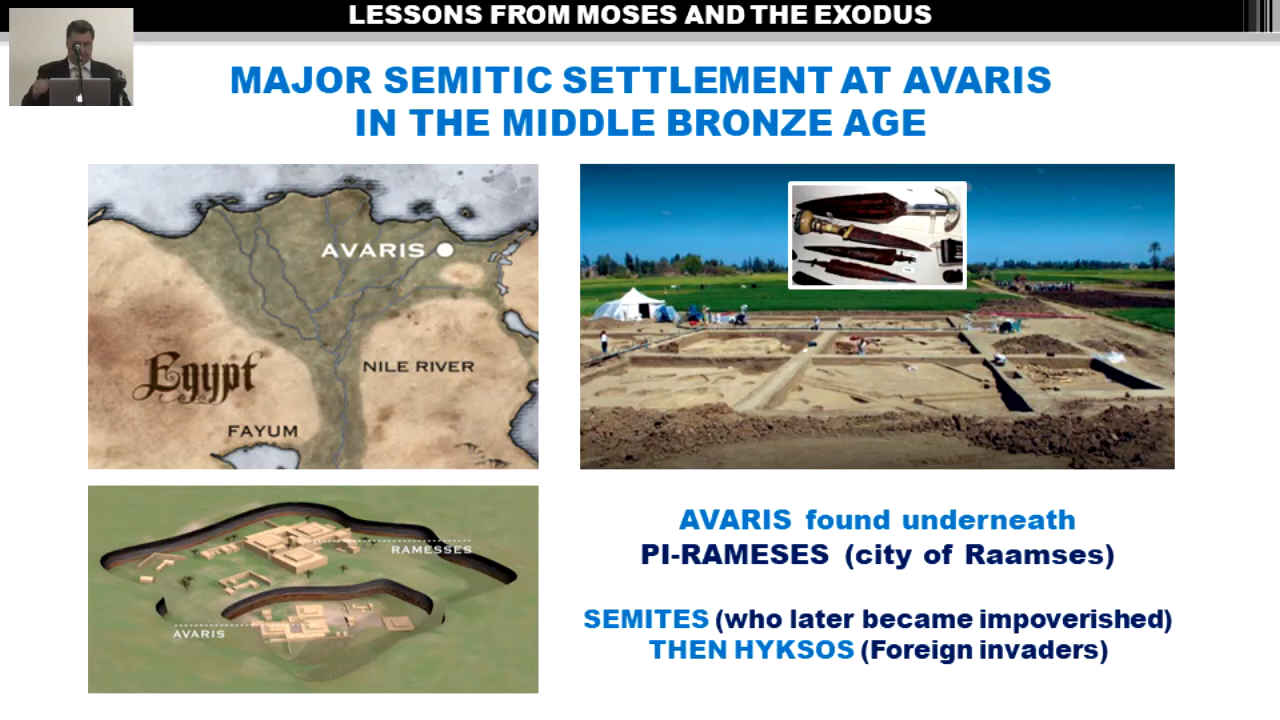 LESSONS FROM MOSES AND THE EXODUS
MAJOR SEMITIC SETTLEMENT AT AVARIS
IN THE MIDDLE BRONZE AGE
AVARIS
Egypt
NILE RIVER
FAYUM
RAMESSES
AVARIS
AVARIS found underneath
PI-RAMESES (city of Raamses)
SEMITES (who later became impoverished)
THEN HYKSOS (Foreign invaders)